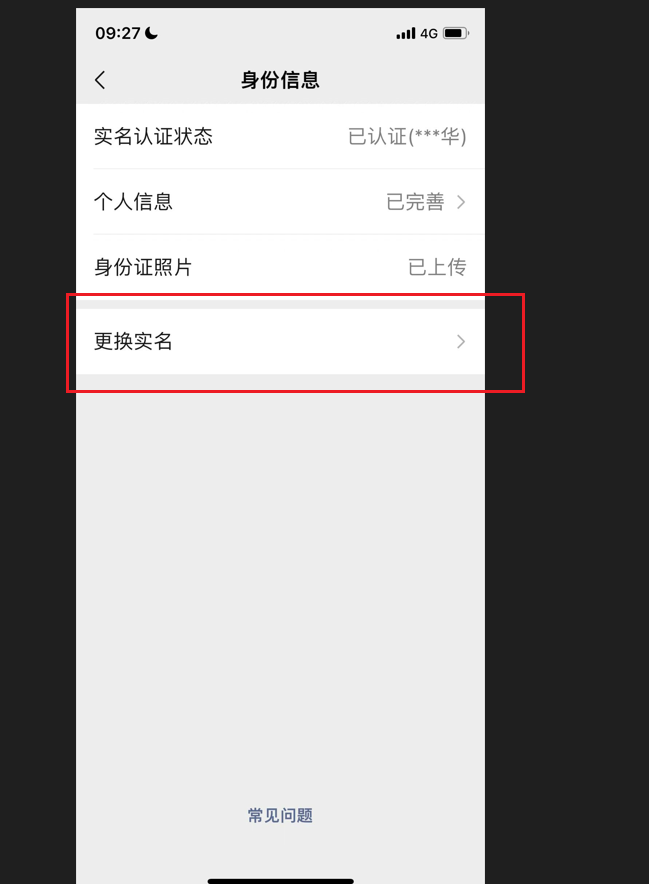 09:27 4G
身份信息
实名认证状态 已认证(***华)
个人信息 已完善
身份证照片 已上传
更换实名
常见问题